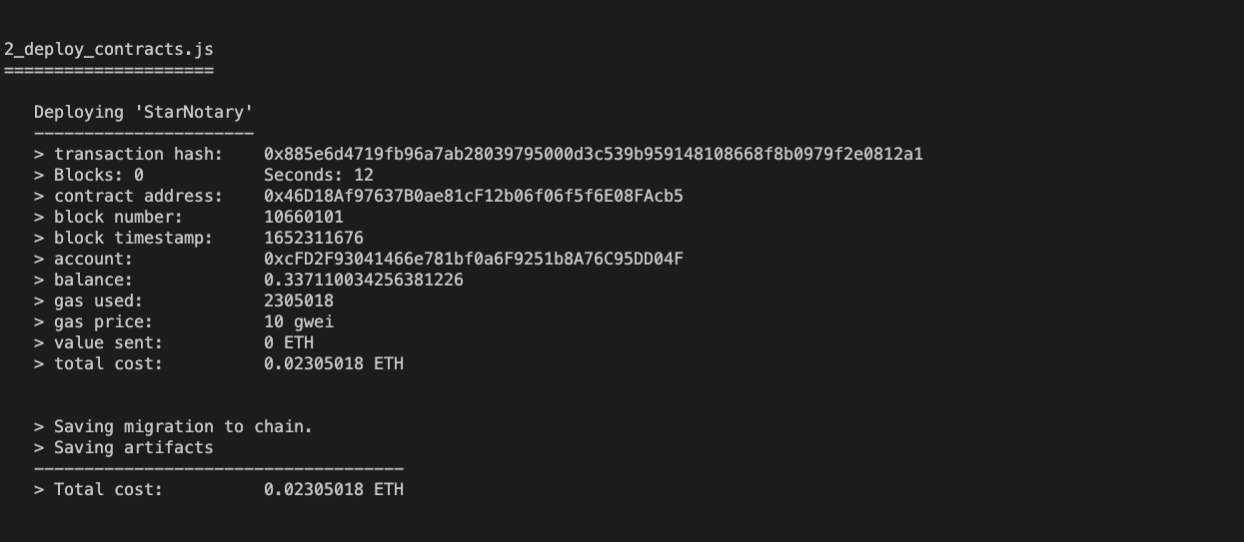 2_deploy_contracts.js
=====================
Deploying 'StarNotary'
----------------------
> transaction hash:    0x885e6d4719fb96a7ab28039795000d3c539b959148108668f8b0979f2e0812a1
> Blocks: 0            Seconds: 12
> contract address:    0x46D18Af97637B0ae81cF12b06f06f5f6E08FAcb5
> block number:        10660101
> block timestamp:     1652311676
> account:             0xcFD2F93041466e781bf0a6F9251b8A76C95DD04F
> balance:             0.337110034256381226
> gas used:            2305018
> gas price:           10 gwei
> value sent:          0 ETH
> total cost:          0.02305018 ETH
> Saving migration to chain.
> Saving artifacts
-------------------------------------
> Total cost:          0.02305018 ETH